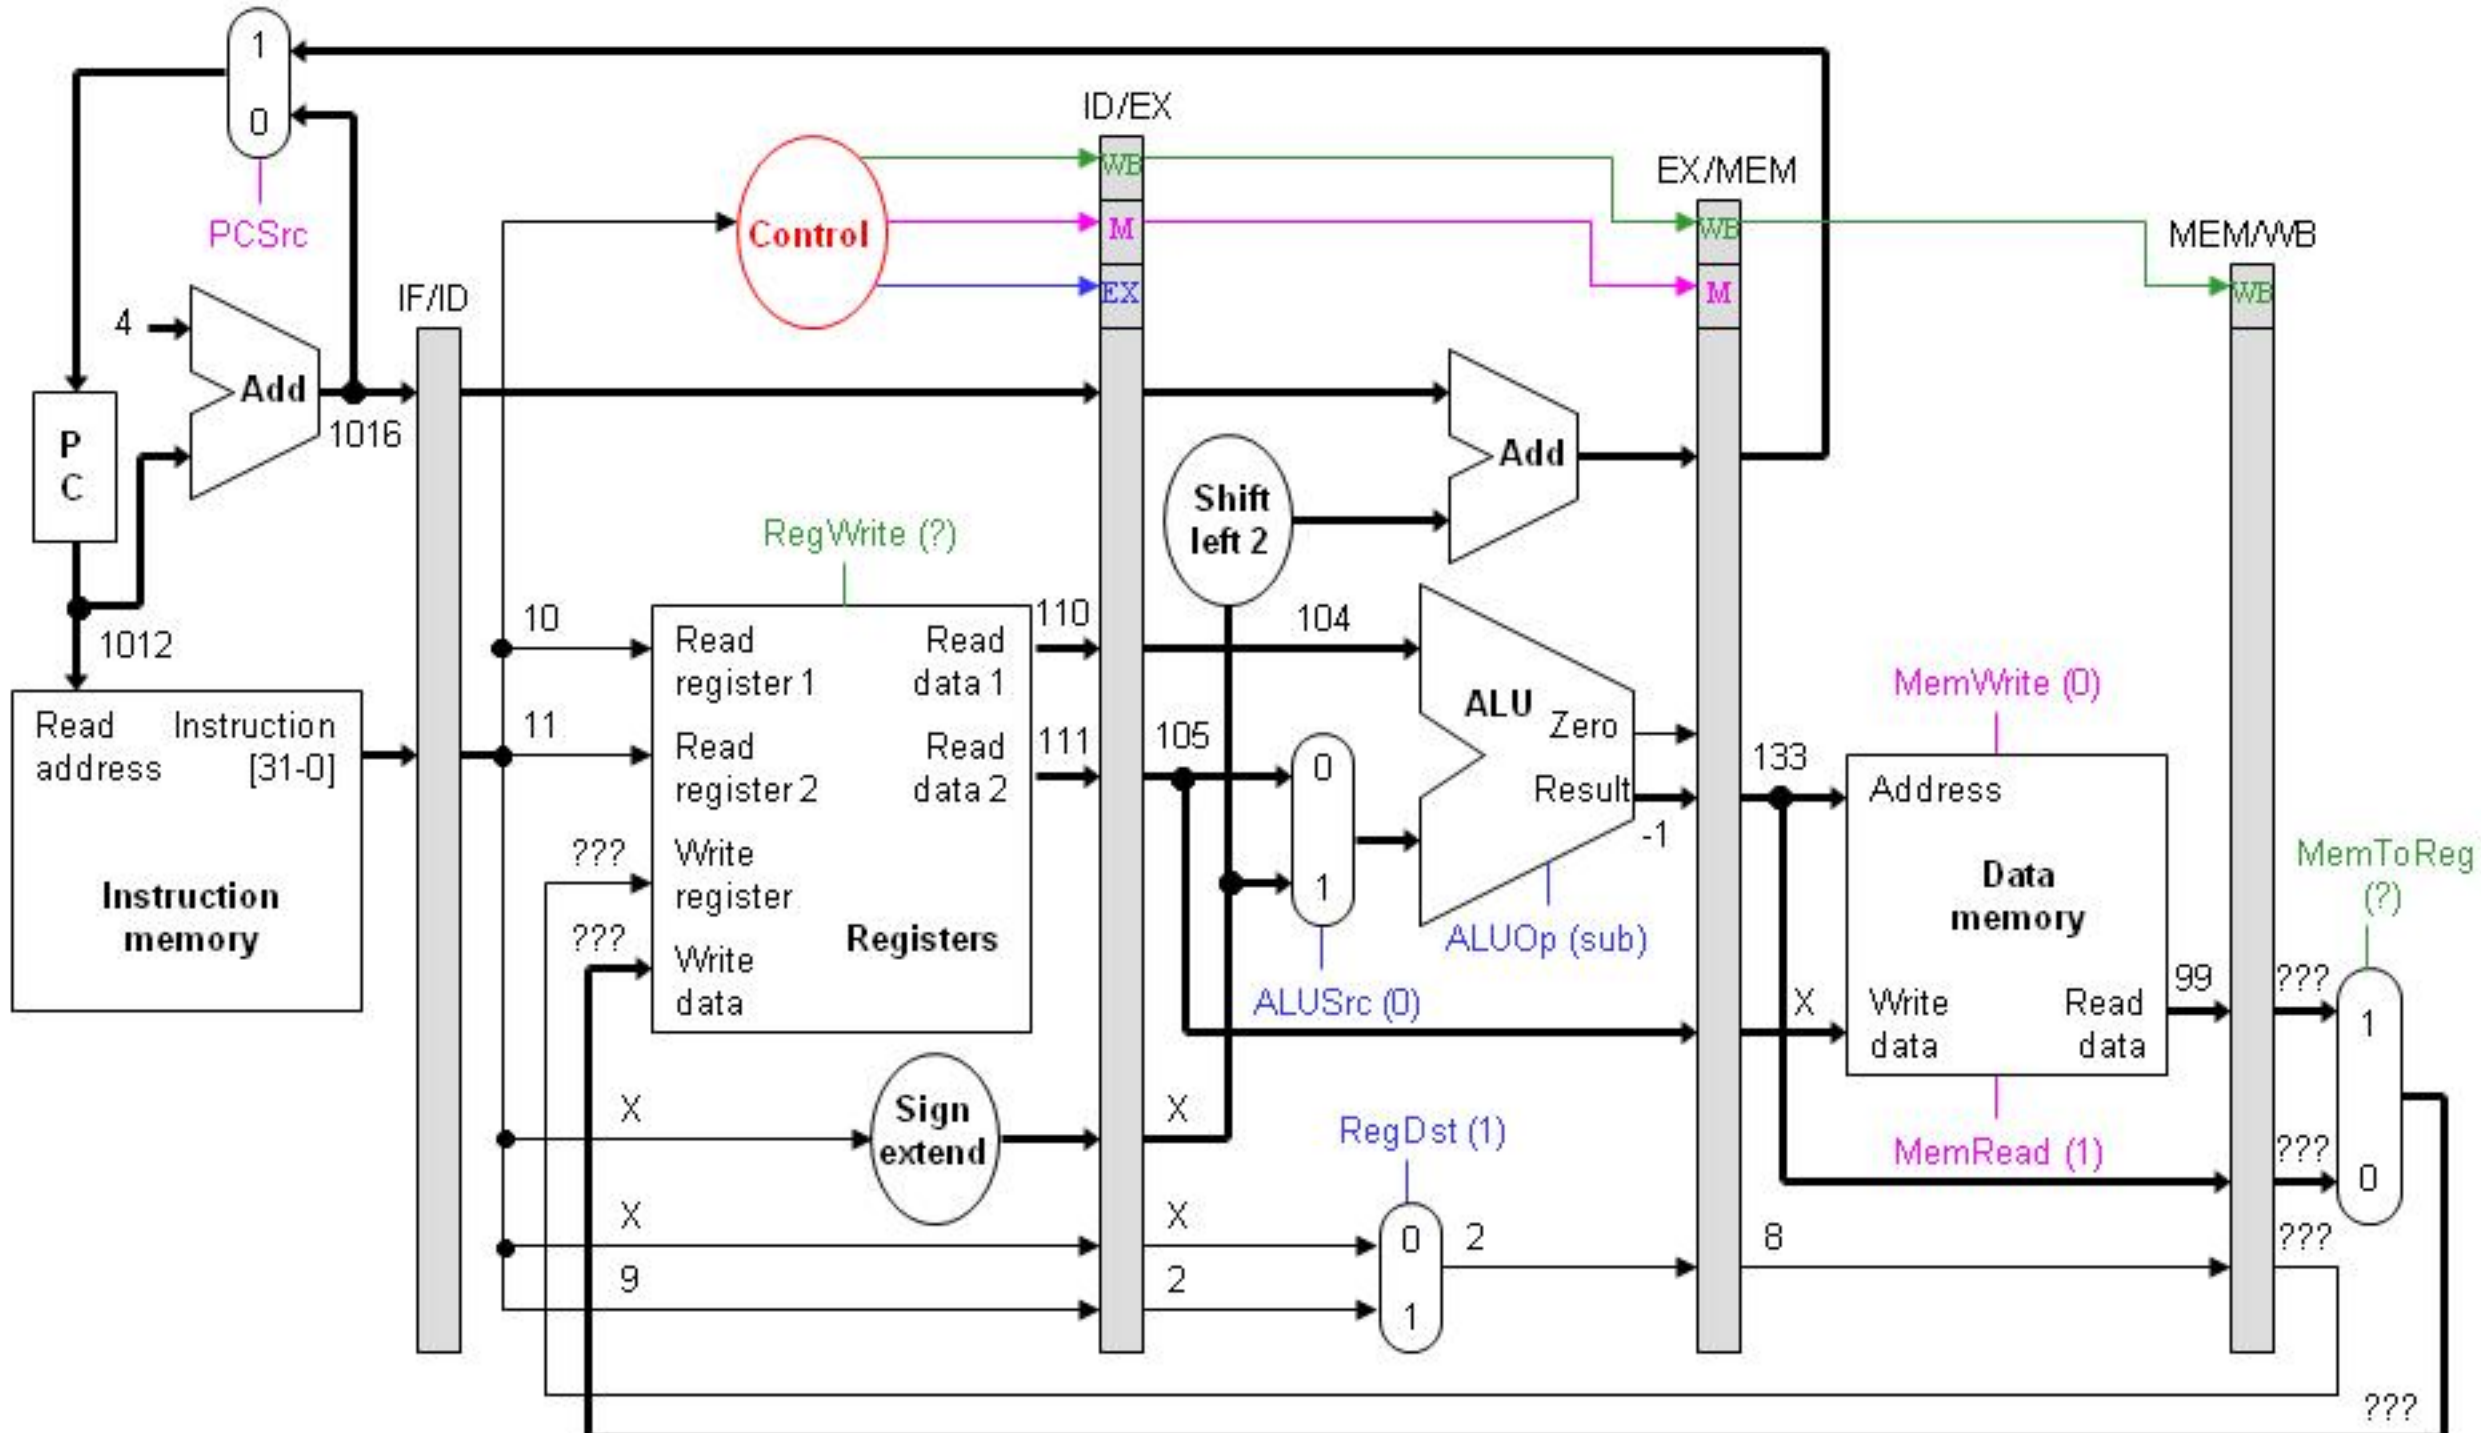 1
0
PCSrc
ID/EX
WB
M
EX
Control
EX/MEM
WB
M
MEM/WB
WB
IF/ID
4
Add
1016
P
C
1012
Add
Shift
left 2
RegWrite (?)
10
11
???
???
Read
register 1
Read
data 1
Read
register 2
Read
data 2
Write
register
Write
data
Registers
110
111
104
105
0
1
ALUSrc (0)
ALU
Zero
Result
-1
ALUOp (sub)
Read
address
Instruction
[31-0]
Instruction
memory
133
X
MemWrite (0)
Address
Data
memory
Write
data
Read
data
MemRead (1)
99
???
???
???
MemToReg
(?)
1
0
X
Sign
extend
X
RegDst (1)
X
X
9
2
0
1
2
8
???